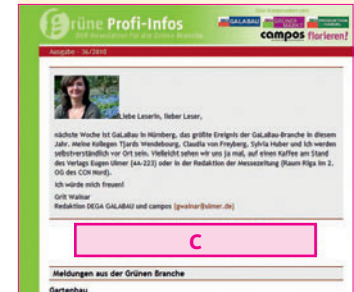 grüne Profi-Infos
DER Newsletter für die Grünen Branche
GALABAU
campos florieren!
Ausgabe - 36/2010
Liebe Leserin, lieber Leser,
nächste Woche ist GaLaBau in Nürnberg, das größte Ereignis der GaLaBau-Branche in diesem
Jahr. Meine Kollegen Tjards Wendebourg, Claudia von Freyberg, Sylvia Huber und ich werden
selbstverständlich vor Ort sein. Vielleicht sehen wir uns ja mal, auf einen Kaffee am Stand
des Verlags Eugen Ulmer (4A-223) oder in der Redaktion der Messezeitung (Raum Riga im 2.
OG des CCN Nord).
Ich würde mich freuen!
Grit Wainar
Redaktion DEGA GALABAU und campos (gwainar@ulmer.de)
C
Meldungen aus der Grünen Branche
Gartenbau